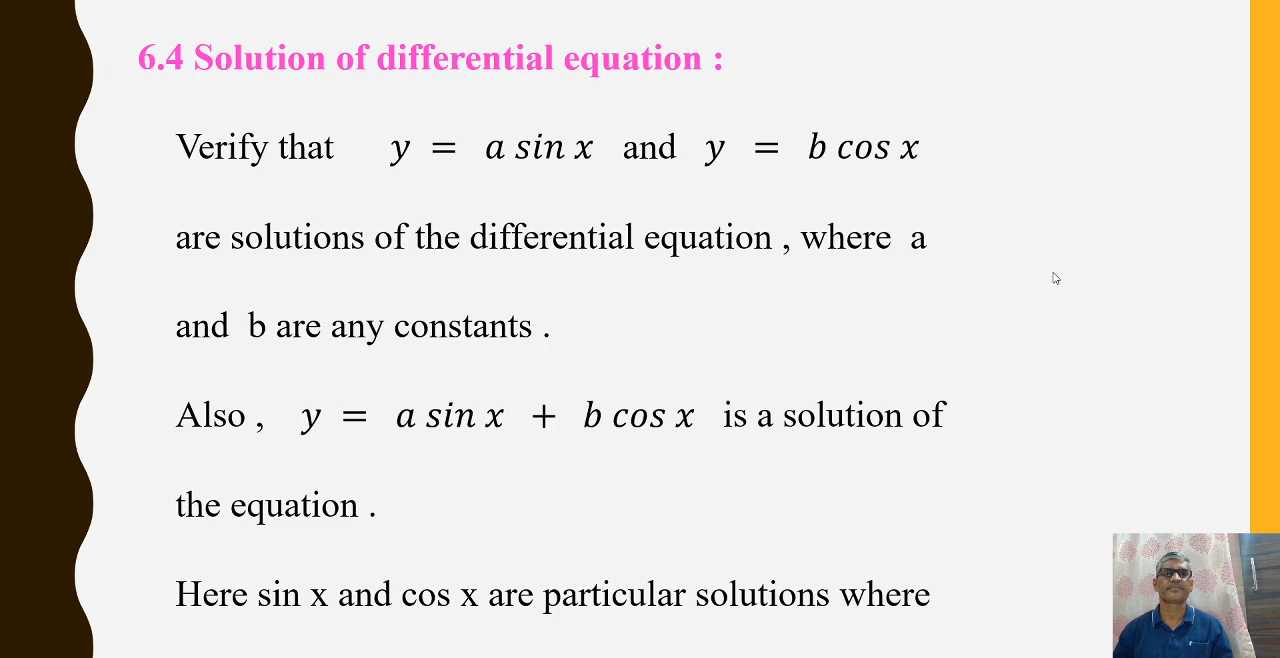 6.4 Solution of differential equation :
Verify that y = a sin x and y = b cos x
are solutions of the differential equation , where a
and b are any constants .
Also , y = a sin x + b cos x is a solution of
the equation .
Here sin x and cos x are particular solutions where